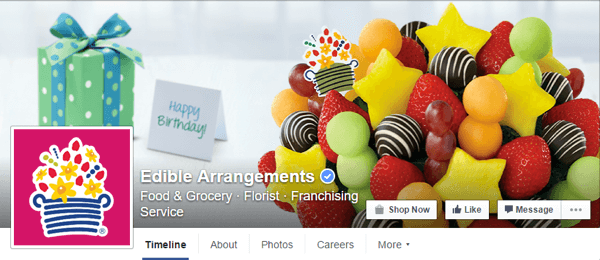 Happy
Birthday!
Edible Arrangements
Food & Grocery · Florist · Franchising
Service
Shop Now
Like
Message
•••
Timeline
About
Photos
Careers
More
®